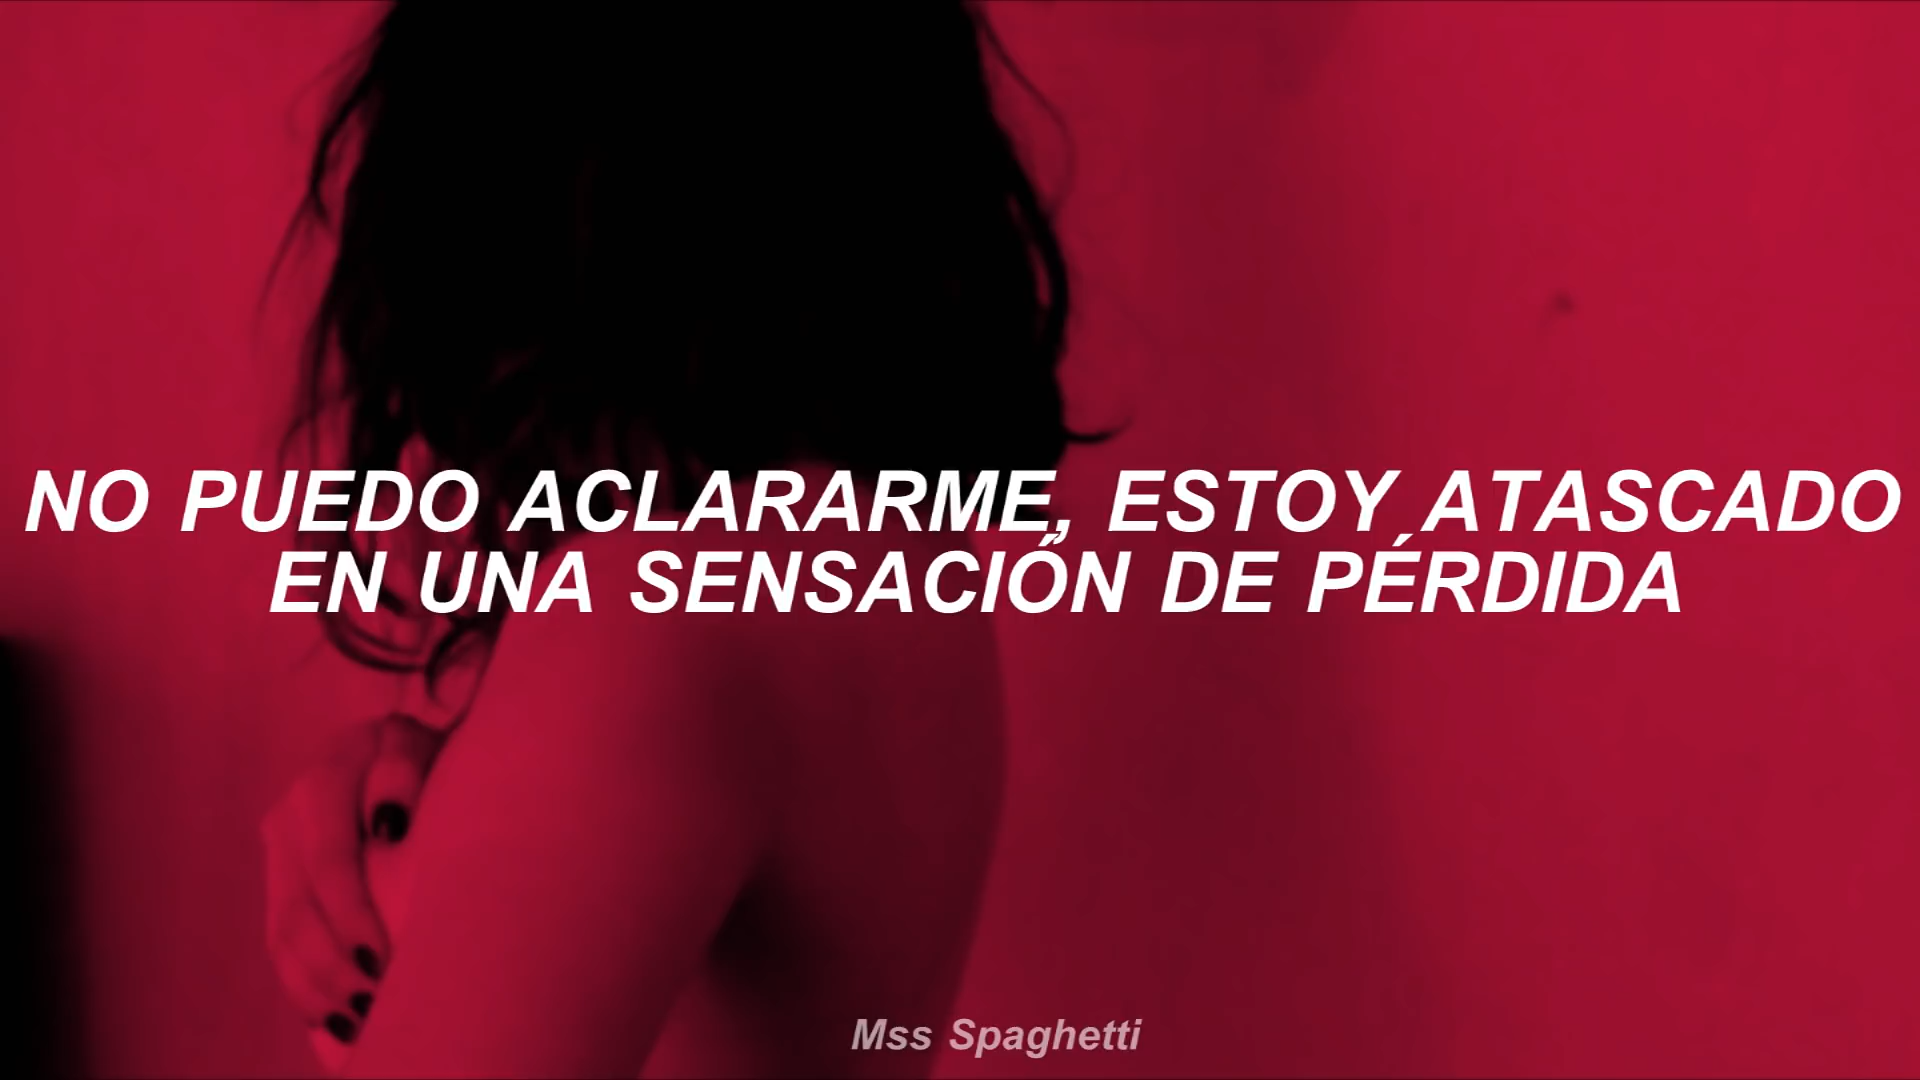 NO PUEDO ACLARARME, ESTOY ATASCADO
EN UNA SENSACIÓN DE PÉRDIDA
Mss Spaghetti